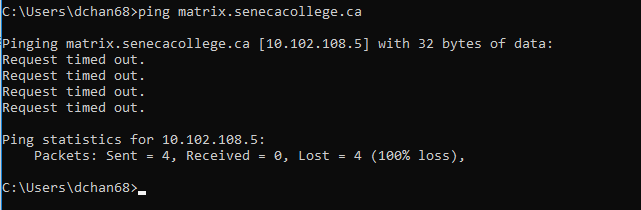 C:\Users\dchan68>ping matrix.senecacollege.ca
Pinging matrix.senecacollege.ca [10.102.108.5] with 32 bytes of data:
Request timed out.
Request timed out.
Request timed out.
Request timed out.
Ping statistics for 10.102.108.5:
    Packets: Sent = 4, Received = 0, Lost = 4 (100% loss),
C:\Users\dchan68>